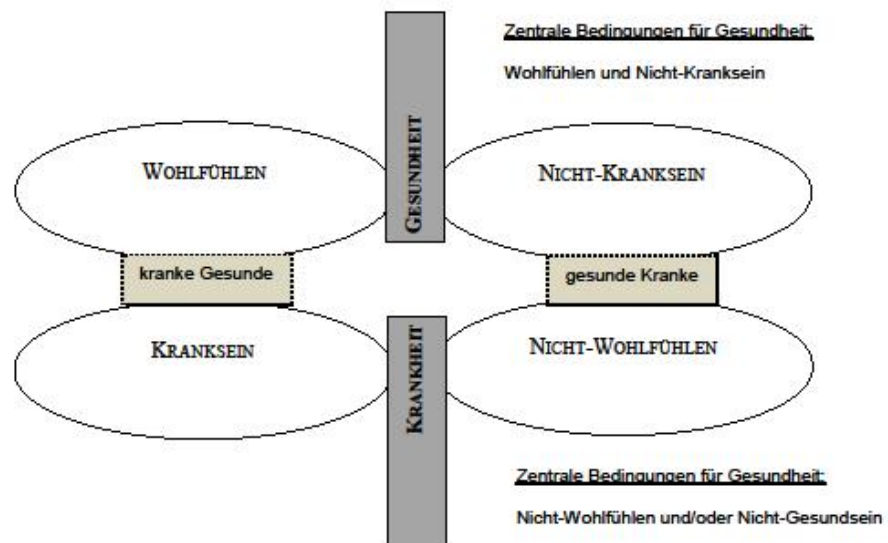 Zentrale Bedingungen für Gesundheit:
Wohlfühlen und Nicht-Kranksein
GESUNDHEIT
WOHLFÜHLEN
NICHT-KRANKSEIN
kranke Gesunde
gesunde Kranke
KRANKHEIT
KRANKSEIN
NICHT-WOHLFÜHLEN
Zentrale Bedingungen für Gesundheit:
Nicht-Wohlfühlen und/oder Nicht-Gesundsein